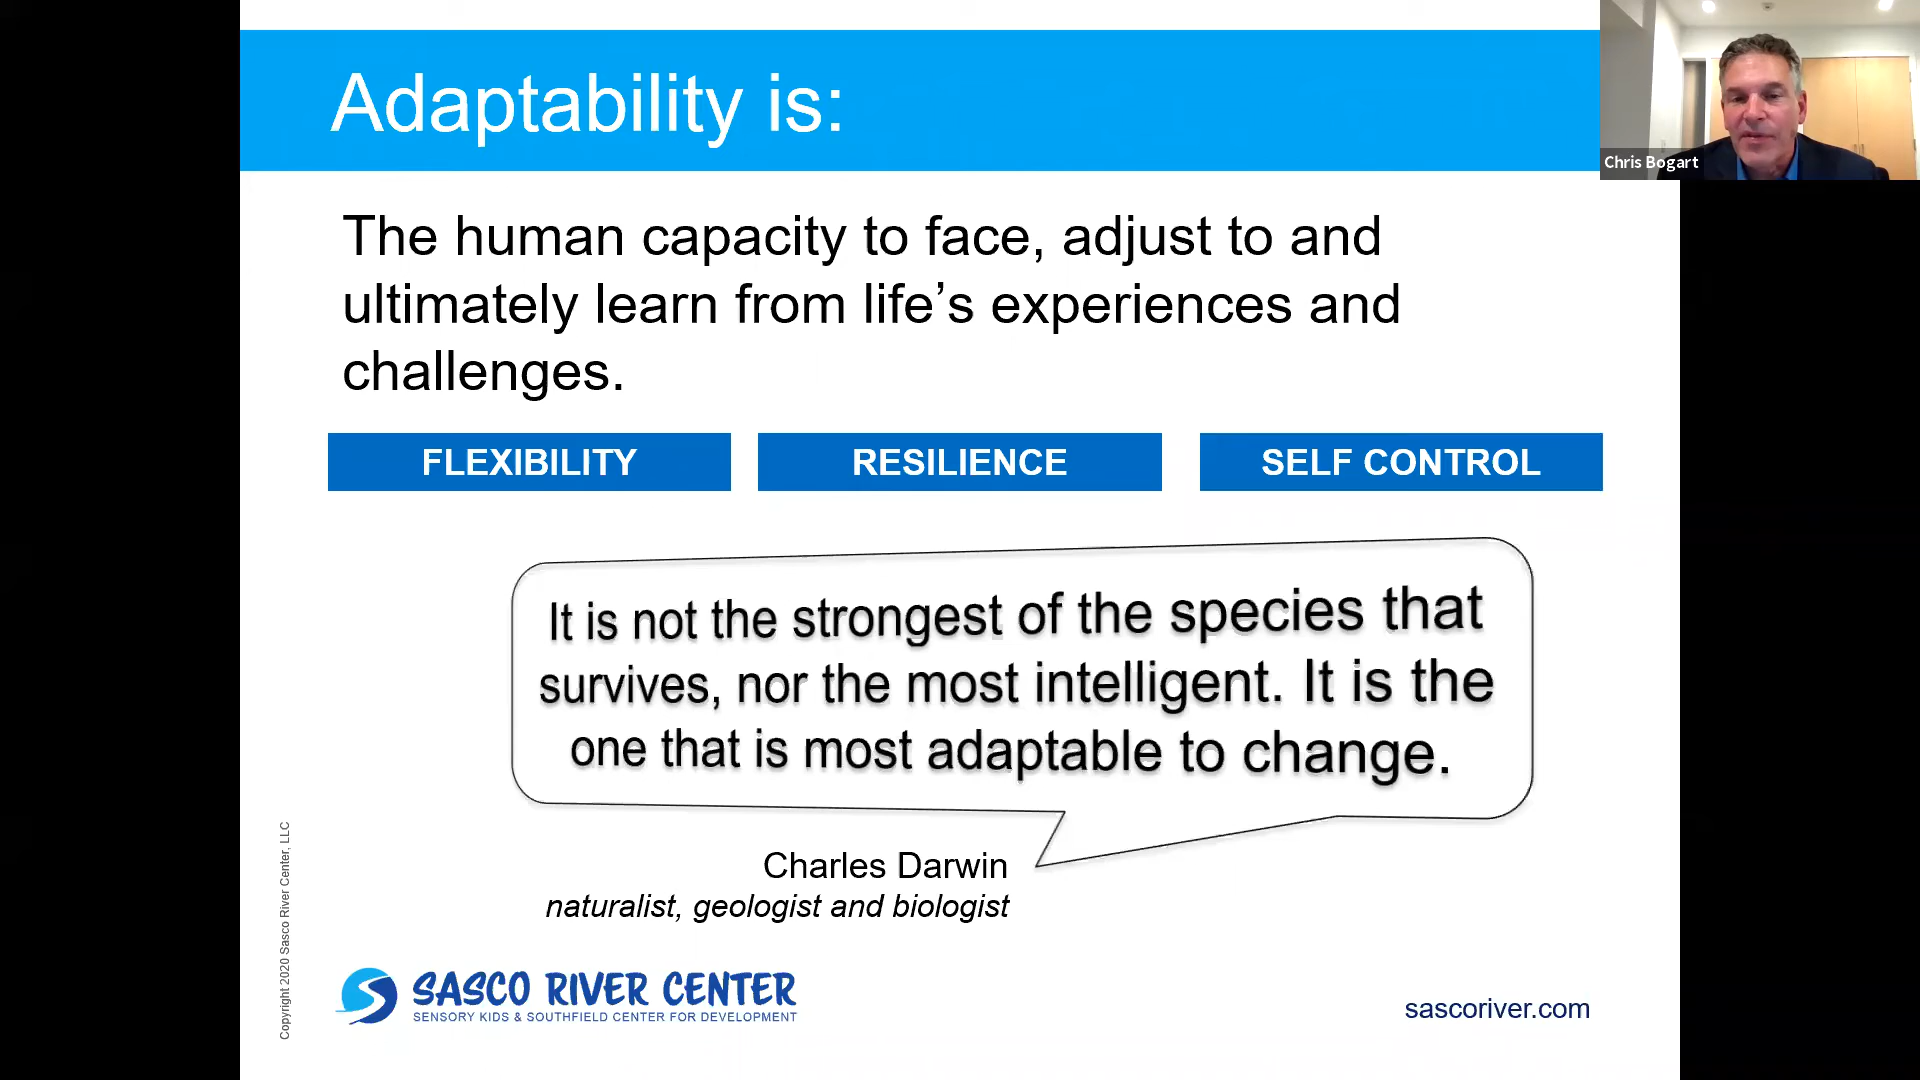 Adaptability is:
Chris Bogart
The human capacity to face, adjust to and
ultimately learn from life’s experiences and
challenges.
FLEXIBILITY
RESILIENCE
SELF CONTROL
It is not the strongest of the species that
survives, nor the most intelligent. It is the
one that is most adaptable to change.
Charles Darwin
naturalist, geologist and biologist
Copyright 2020 Sasco River Center, LLC
SASCO RIVER CENTER
SENSORY KIDS & SOUTHFIELD CENTER FOR DEVELOPMENT
sascoriver.com